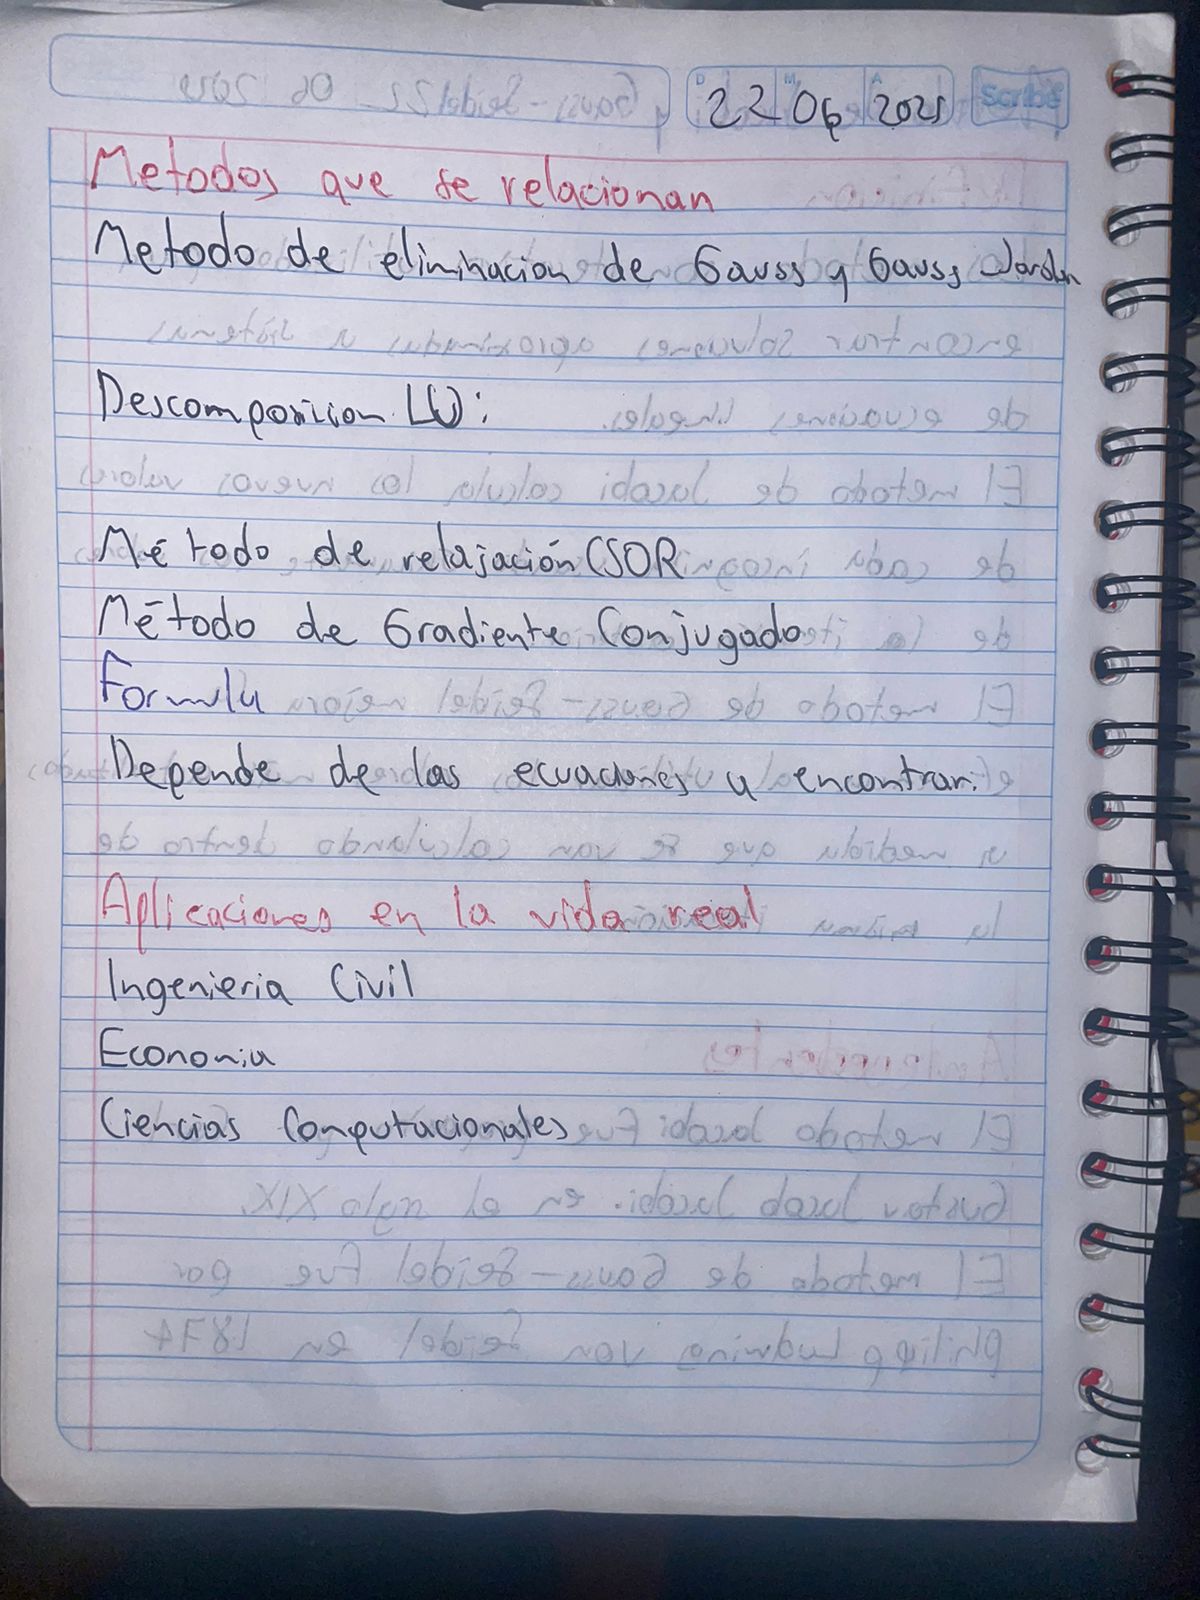 D M A
22 06 2025 Scribe
Metodos que se relacionan
Metodo de eliminacion de Gauss y Gauss Jordan
Descomposicion LU:
Método de relajación (SOR
Método de Gradiente Conjugado
Formula
Depende de las ecuaciones a encontrar.
Aplicaciones en la vida real
Ingenieria Civil
Economia
Ciencias Computacionales